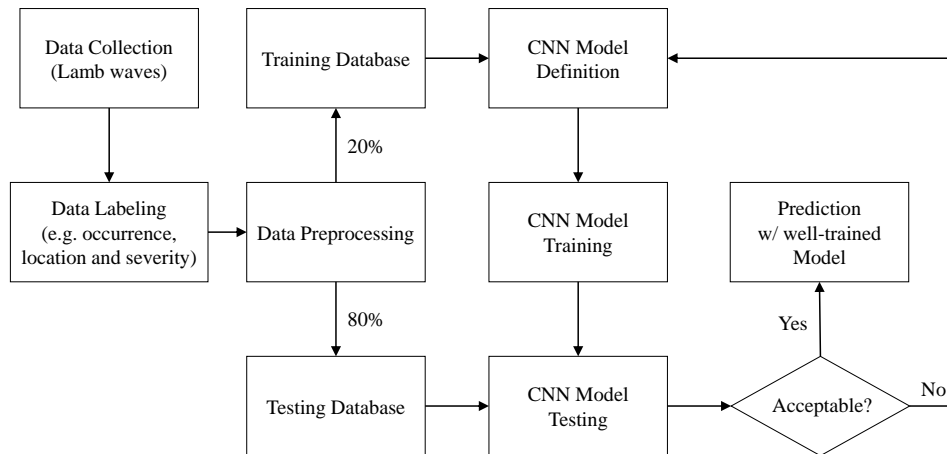 Data Collection
(Lamb waves)
Training Database
CNN Model
Definition
20%
Data Labeling
(e.g. occurrence,
location and severity)
Data Preprocessing
CNN Model
Training
Prediction
w/ well-trained
Model
80%
Yes
Testing Database
CNN Model
Testing
Acceptable?
No